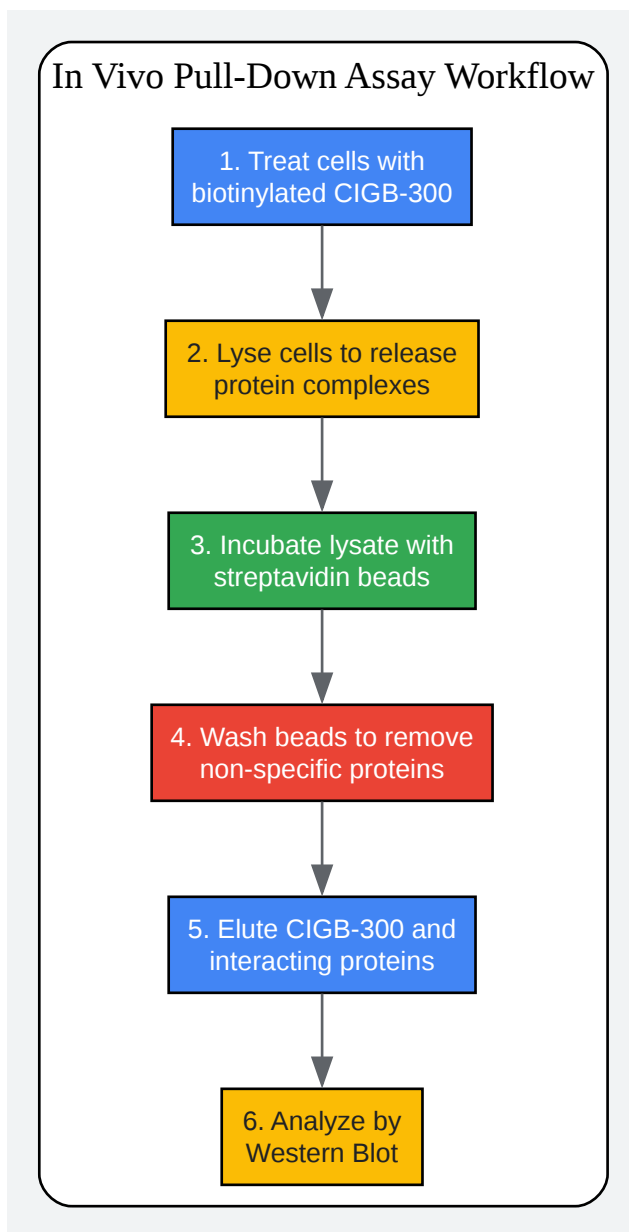 In Vivo Pull-Down Assay Workflow
1. Treat cells with
biotinylated CIGB-300
2. Lyse cells to release
protein complexes
3. Incubate lysate with
streptavidin beads
4. Wash beads to remove
non-specific proteins
5. Elute CIGB-300 and
interacting proteins
6. Analyze by
Western Blot